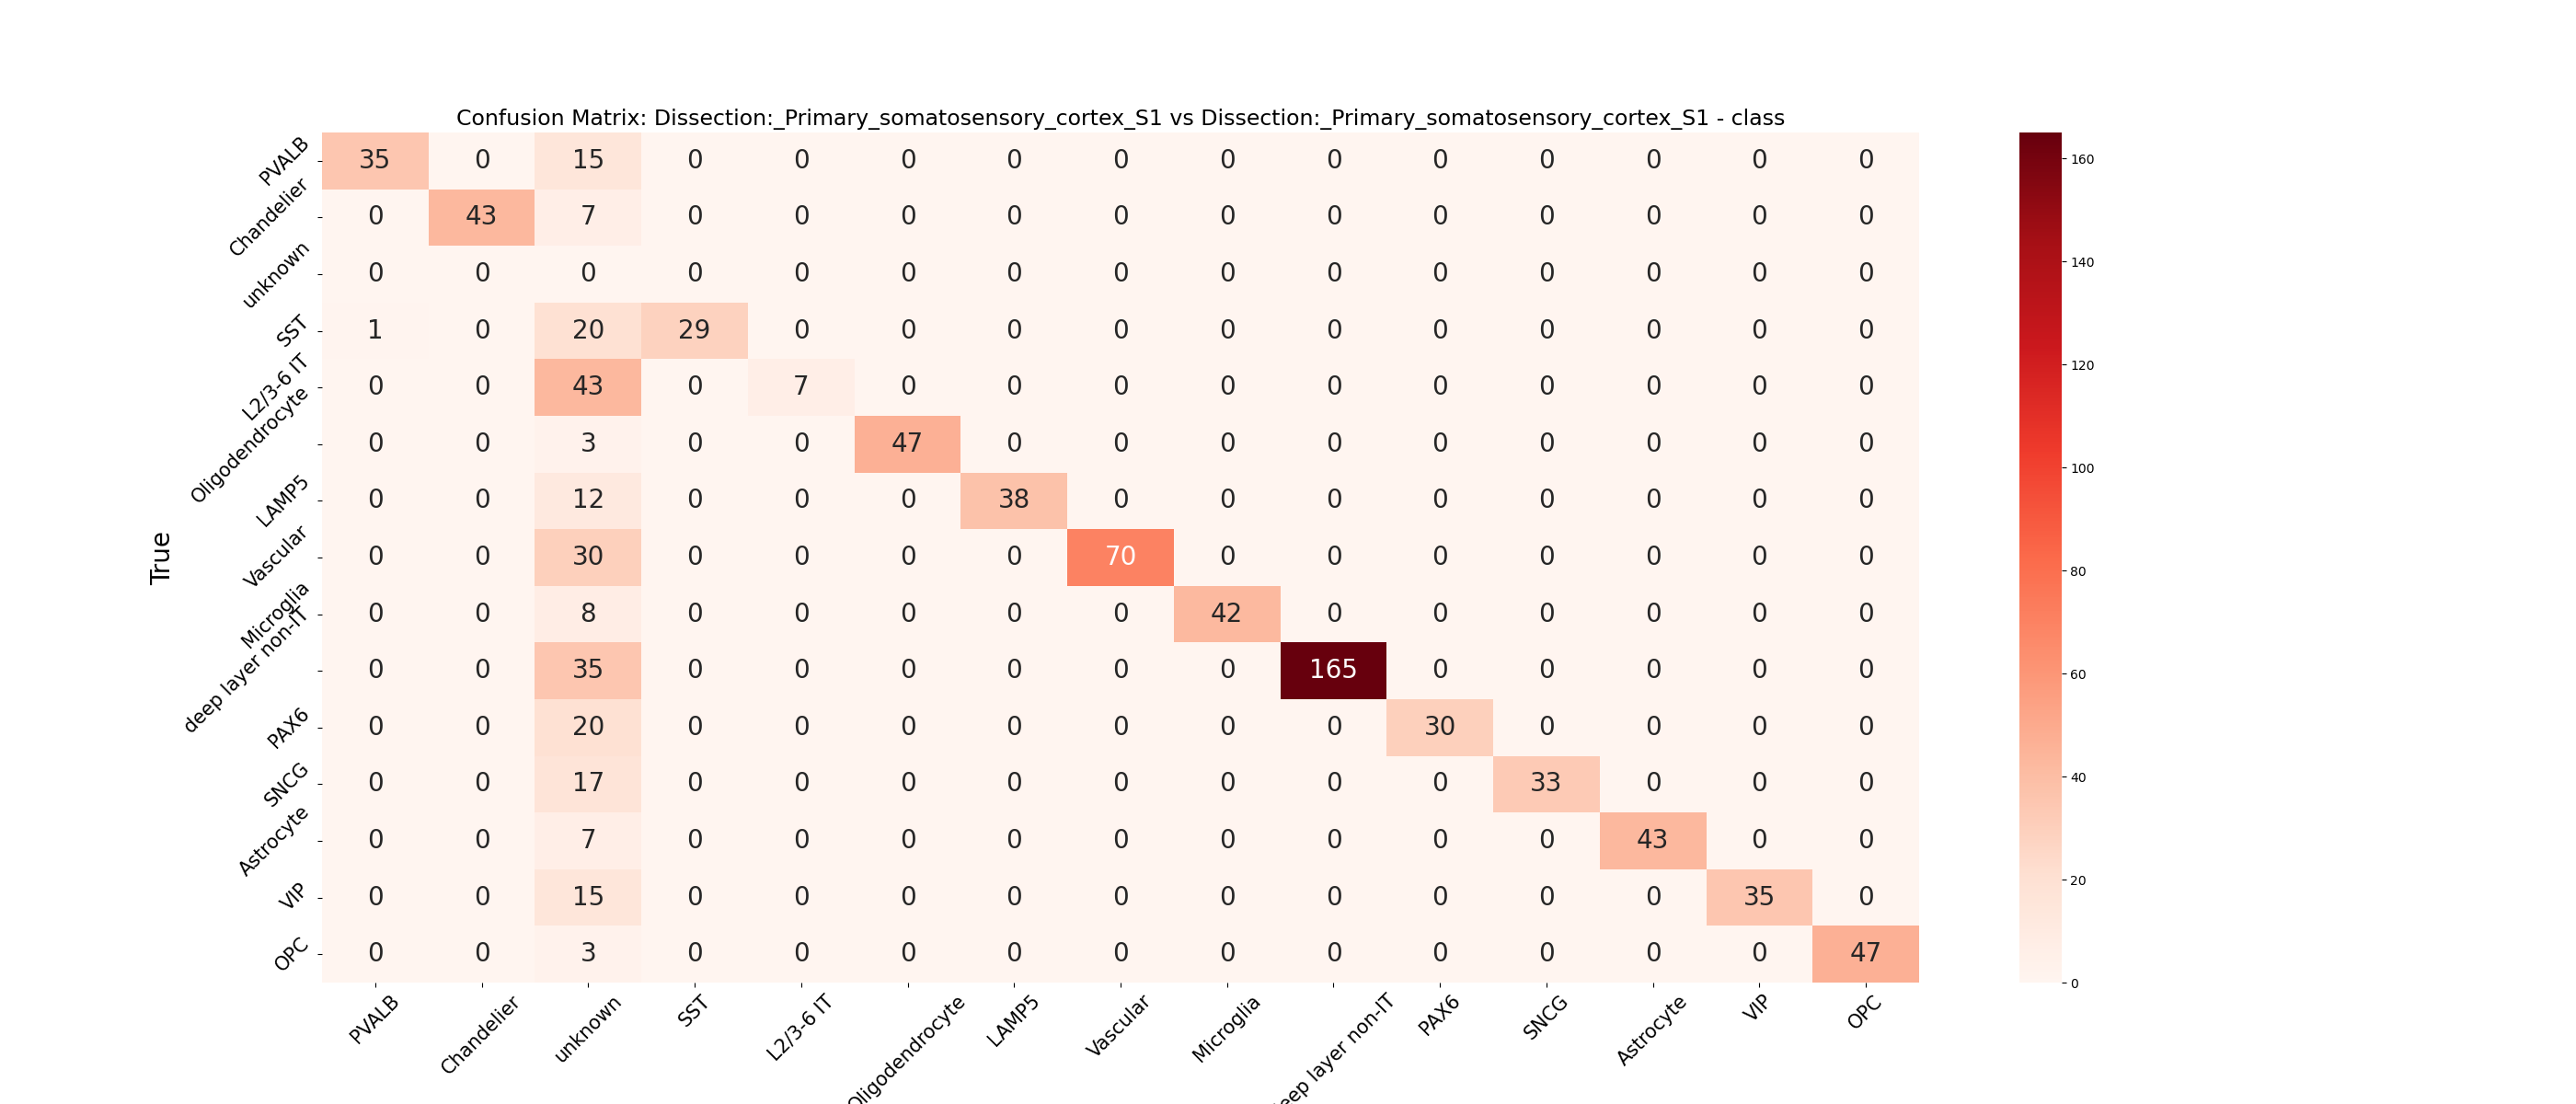 Confusion Matrix: Dissection:_Primary_somatosensory_cortex_S1 vs Dissection:_Primary_somatosensory_cortex_S1 - class
PVALB 35 0 15 0 0 0 0 0 0 0 0 0 0 0 0
Chandelier 0 43 7 0 0 0 0 0 0 0 0 0 0 0 0
unknown 0 0 0 0 0 0 0 0 0 0 0 0 0 0 0
SST 1 0 20 29 0 0 0 0 0 0 0 0 0 0 0
L2/3-6 IT 0 0 43 0 7 0 0 0 0 0 0 0 0 0 0
Oligodendrocyte 0 0 3 0 0 47 0 0 0 0 0 0 0 0 0
LAMP5 0 0 12 0 0 0 38 0 0 0 0 0 0 0 0
Vascular 0 0 30 0 0 0 0 70 0 0 0 0 0 0 0
Microglia 0 0 8 0 0 0 0 0 42 0 0 0 0 0 0
deep layer non-IT 0 0 35 0 0 0 0 0 0 165 0 0 0 0 0
PAX6 0 0 20 0 0 0 0 0 0 0 30 0 0 0 0
SNCG 0 0 17 0 0 0 0 0 0 0 0 33 0 0 0
Astrocyte 0 0 7 0 0 0 0 0 0 0 0 0 43 0 0
VIP 0 0 15 0 0 0 0 0 0 0 0 0 0 35 0
OPC 0 0 3 0 0 0 0 0 0 0 0 0 0 0 47
True
PVALB Chandelier unknown SST L2/3-6 IT Oligodendrocyte LAMP5 Vascular Microglia eep layer non-IT PAX6 SNCG Astrocyte VIP OPC
160
140
120
100
80
60
40
20
0